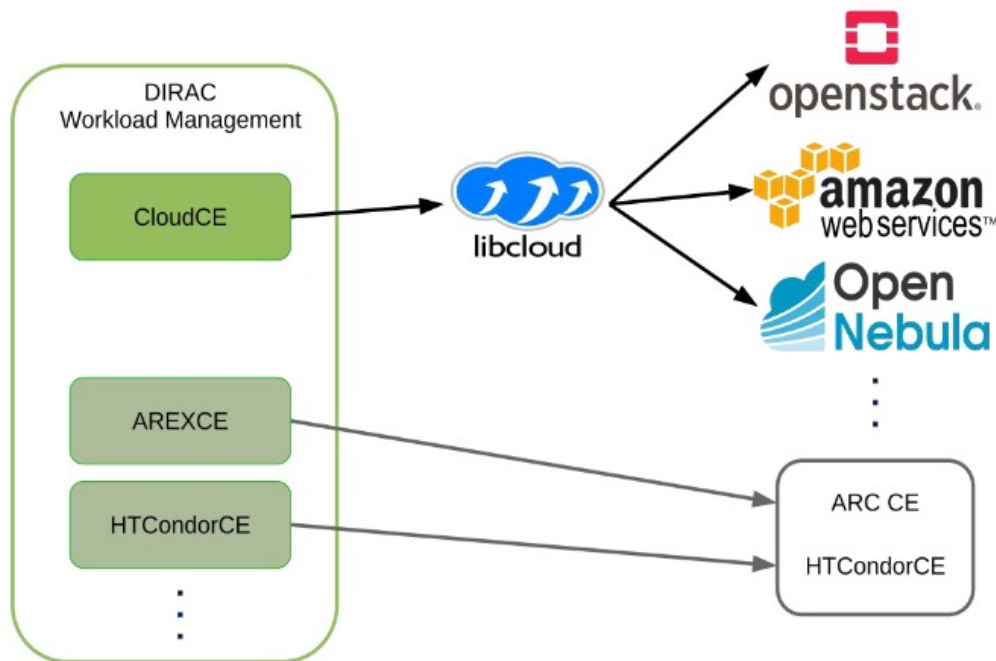 DIRAC
Workload Management
CloudCE
AREXCE
HTCondorCE
libcloud
openstack.
amazon
web services™
Open
Nebula
ARC CE
HTCondorCE